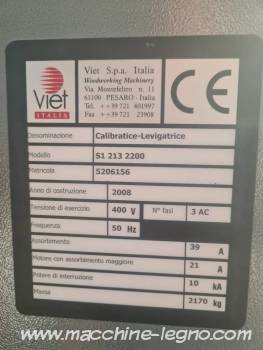 Viet
ITALIA
Viet S.p.a. Italia
Woodworking Machinery
Via Montefeltro n. 11
61100 PESARO - Italia
Tel. ++39 721 401997
Fax ++39 721 23908
CE
Denominazione Calibratice-Levigatrice
Modello S1 213 2200
Matricola 5206156
Anno di costruzione 2008
Tensione di esercizio 400 V N° fasi 3 AC
Frequenza 50 Hz
Assorbimento 39 A
Motore con assorbimento maggiore 21 A
Potere di interruzione 10 kA
Massa 2170 kg
www.macchine-legno.com